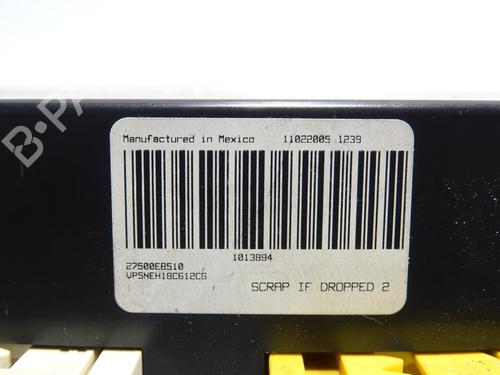 B-PA
Manufactured in Mexico 11022005 1239
1013894
27500EB510
VP5NEH18C612CG
SCRAP IF DROPPED 2